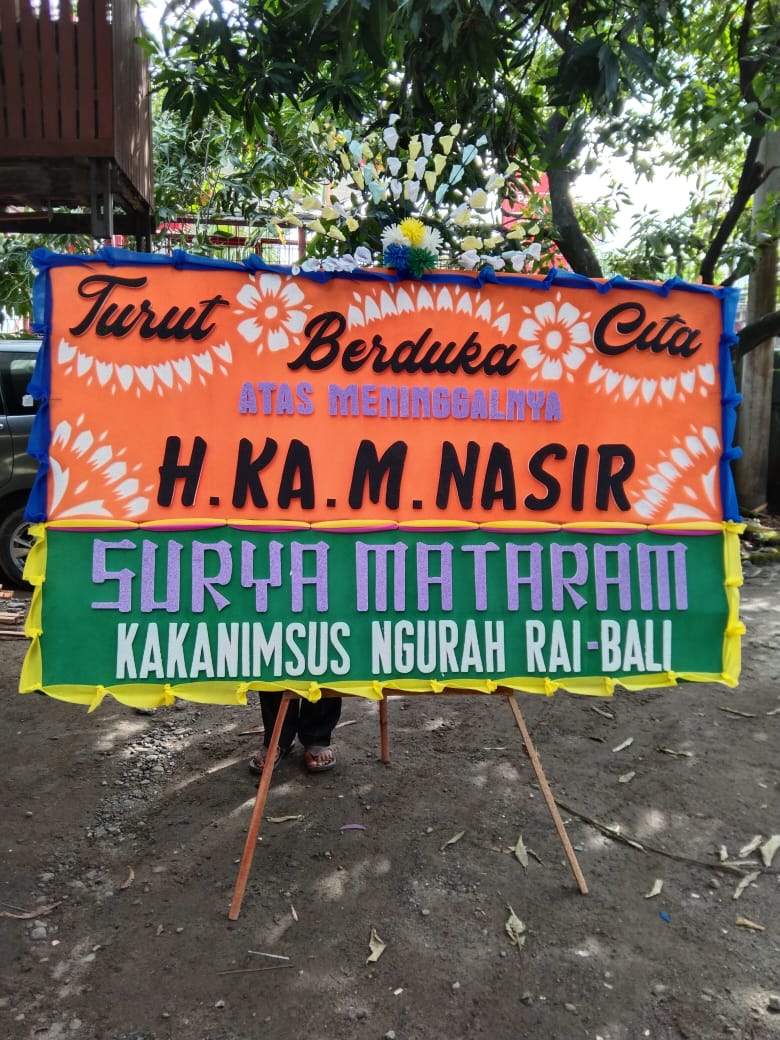 Turut Berduka Cita
ATAS MENINGGALNYA
H.KA.M.NASIR
SURYA MATARAM
KAKANIMSUS NGURAH RAI-BALI